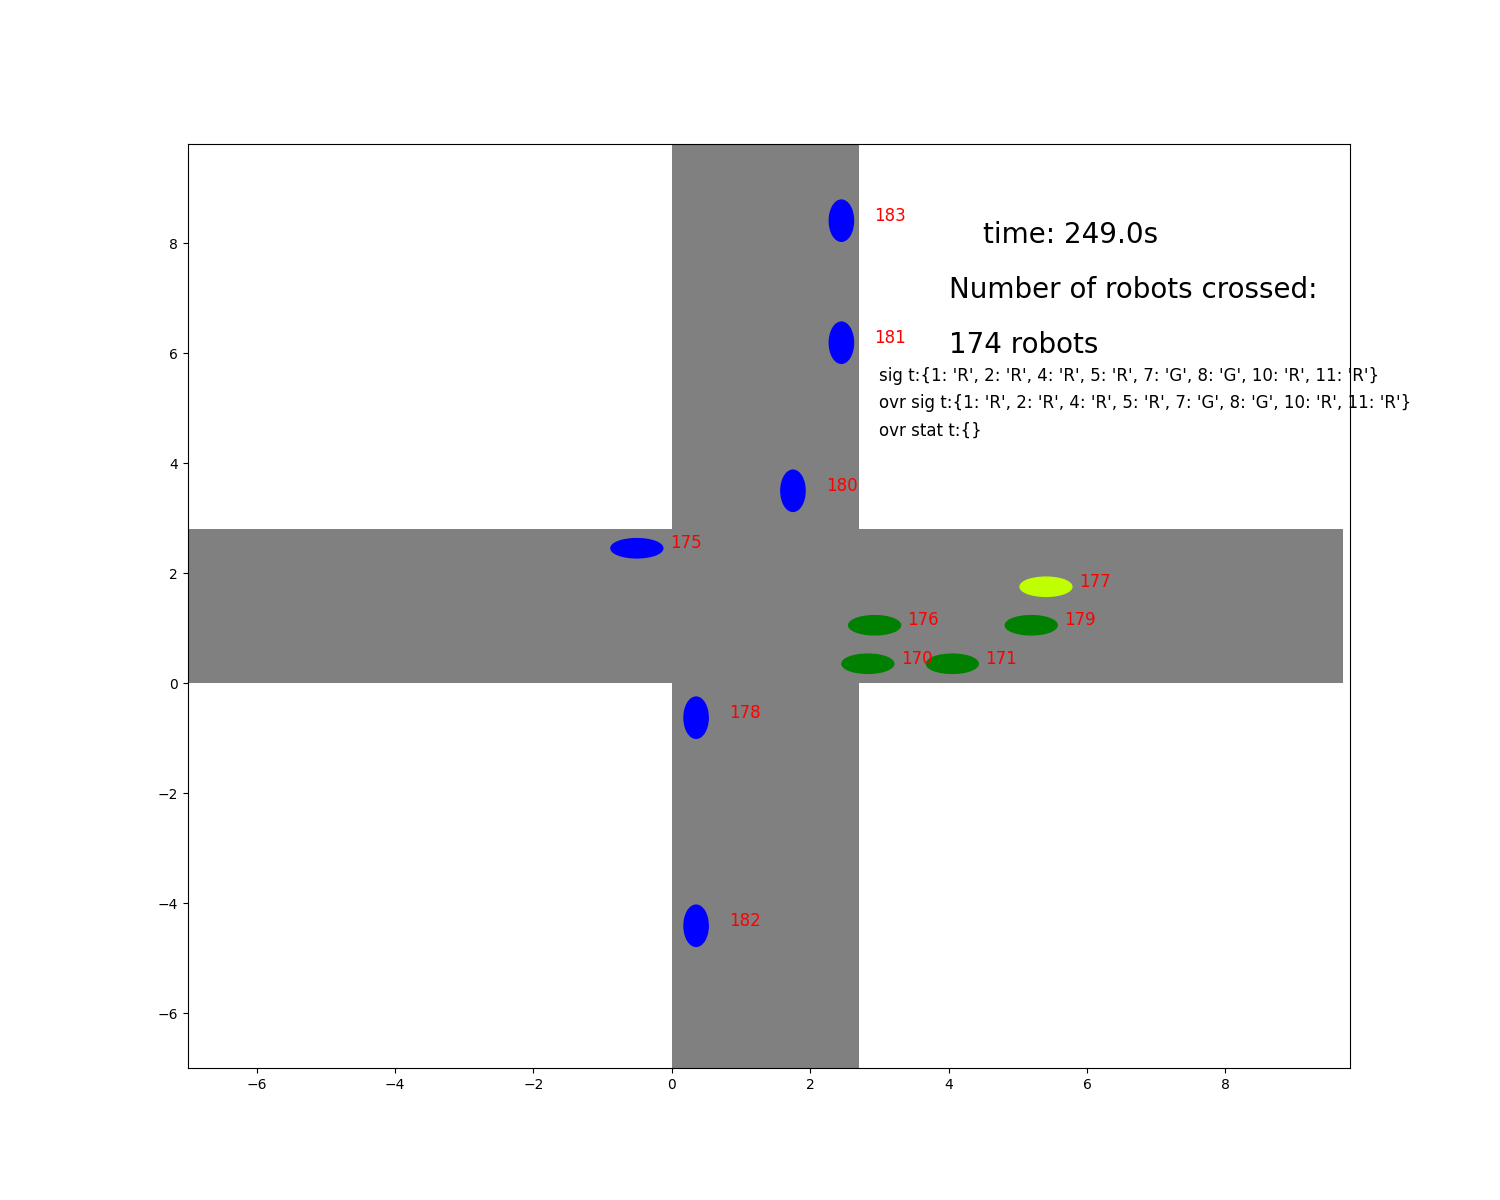 183
time: 249.0s
Number of robots crossed:
181
174 robots
sig t:{1: 'R', 2: 'R', 4: 'R', 5: 'R', 7: 'G', 8: 'G', 10: 'R', 11: 'R'}
ovr sig t:{1: 'R', 2: 'R', 4: 'R', 5: 'R', 7: 'G', 8: 'G', 10: 'R', 11: 'R'}
ovr stat t:{}
180
175
177
176
179
170
171
178
182
8
6
4
2
0
−2
−4
−6
−6 −4 −2 0 2 4 6 8